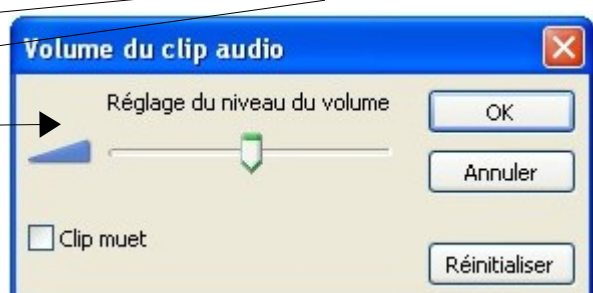 Volume du clip audio
Réglage du niveau du volume
OK
Annuler
Clip muet
Réinitialiser